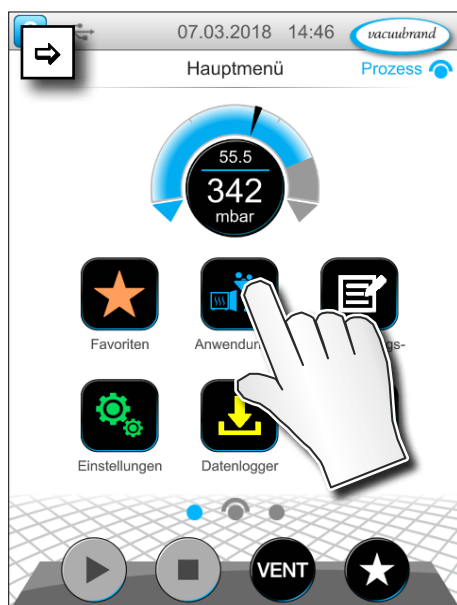 07.03.2018 14:46 vacuubrand
Hauptmenü Prozess
55.5
342
mbar
Favoriten
Einstellungen Datenlogger
VENT